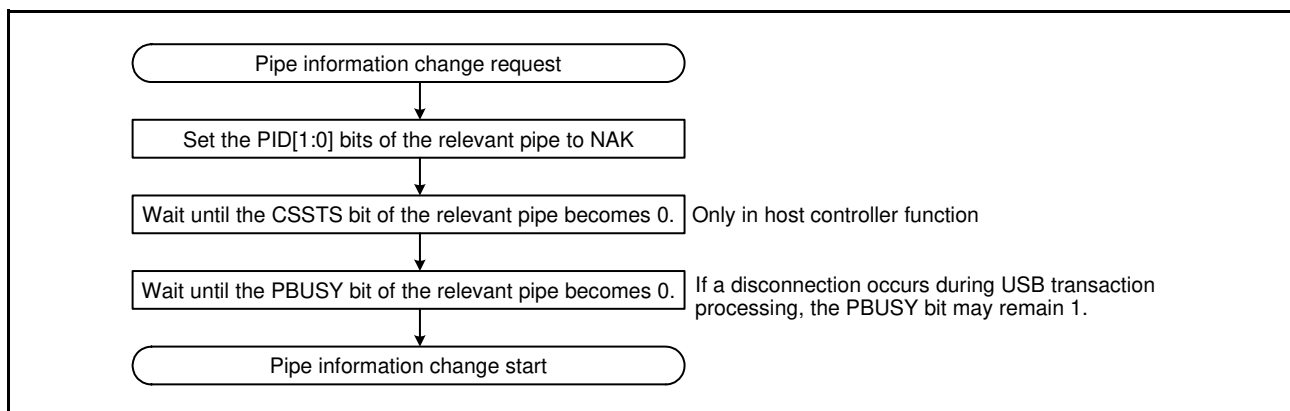 Pipe information change request
Set the PID[1:0] bits of the relevant pipe to NAK
Wait until the CSSTS bit of the relevant pipe becomes 0.
Only in host controller function
Wait until the PBUSY bit of the relevant pipe becomes 0.
If a disconnection occurs during USB transaction
processing, the PBUSY bit may remain 1.
Pipe information change start